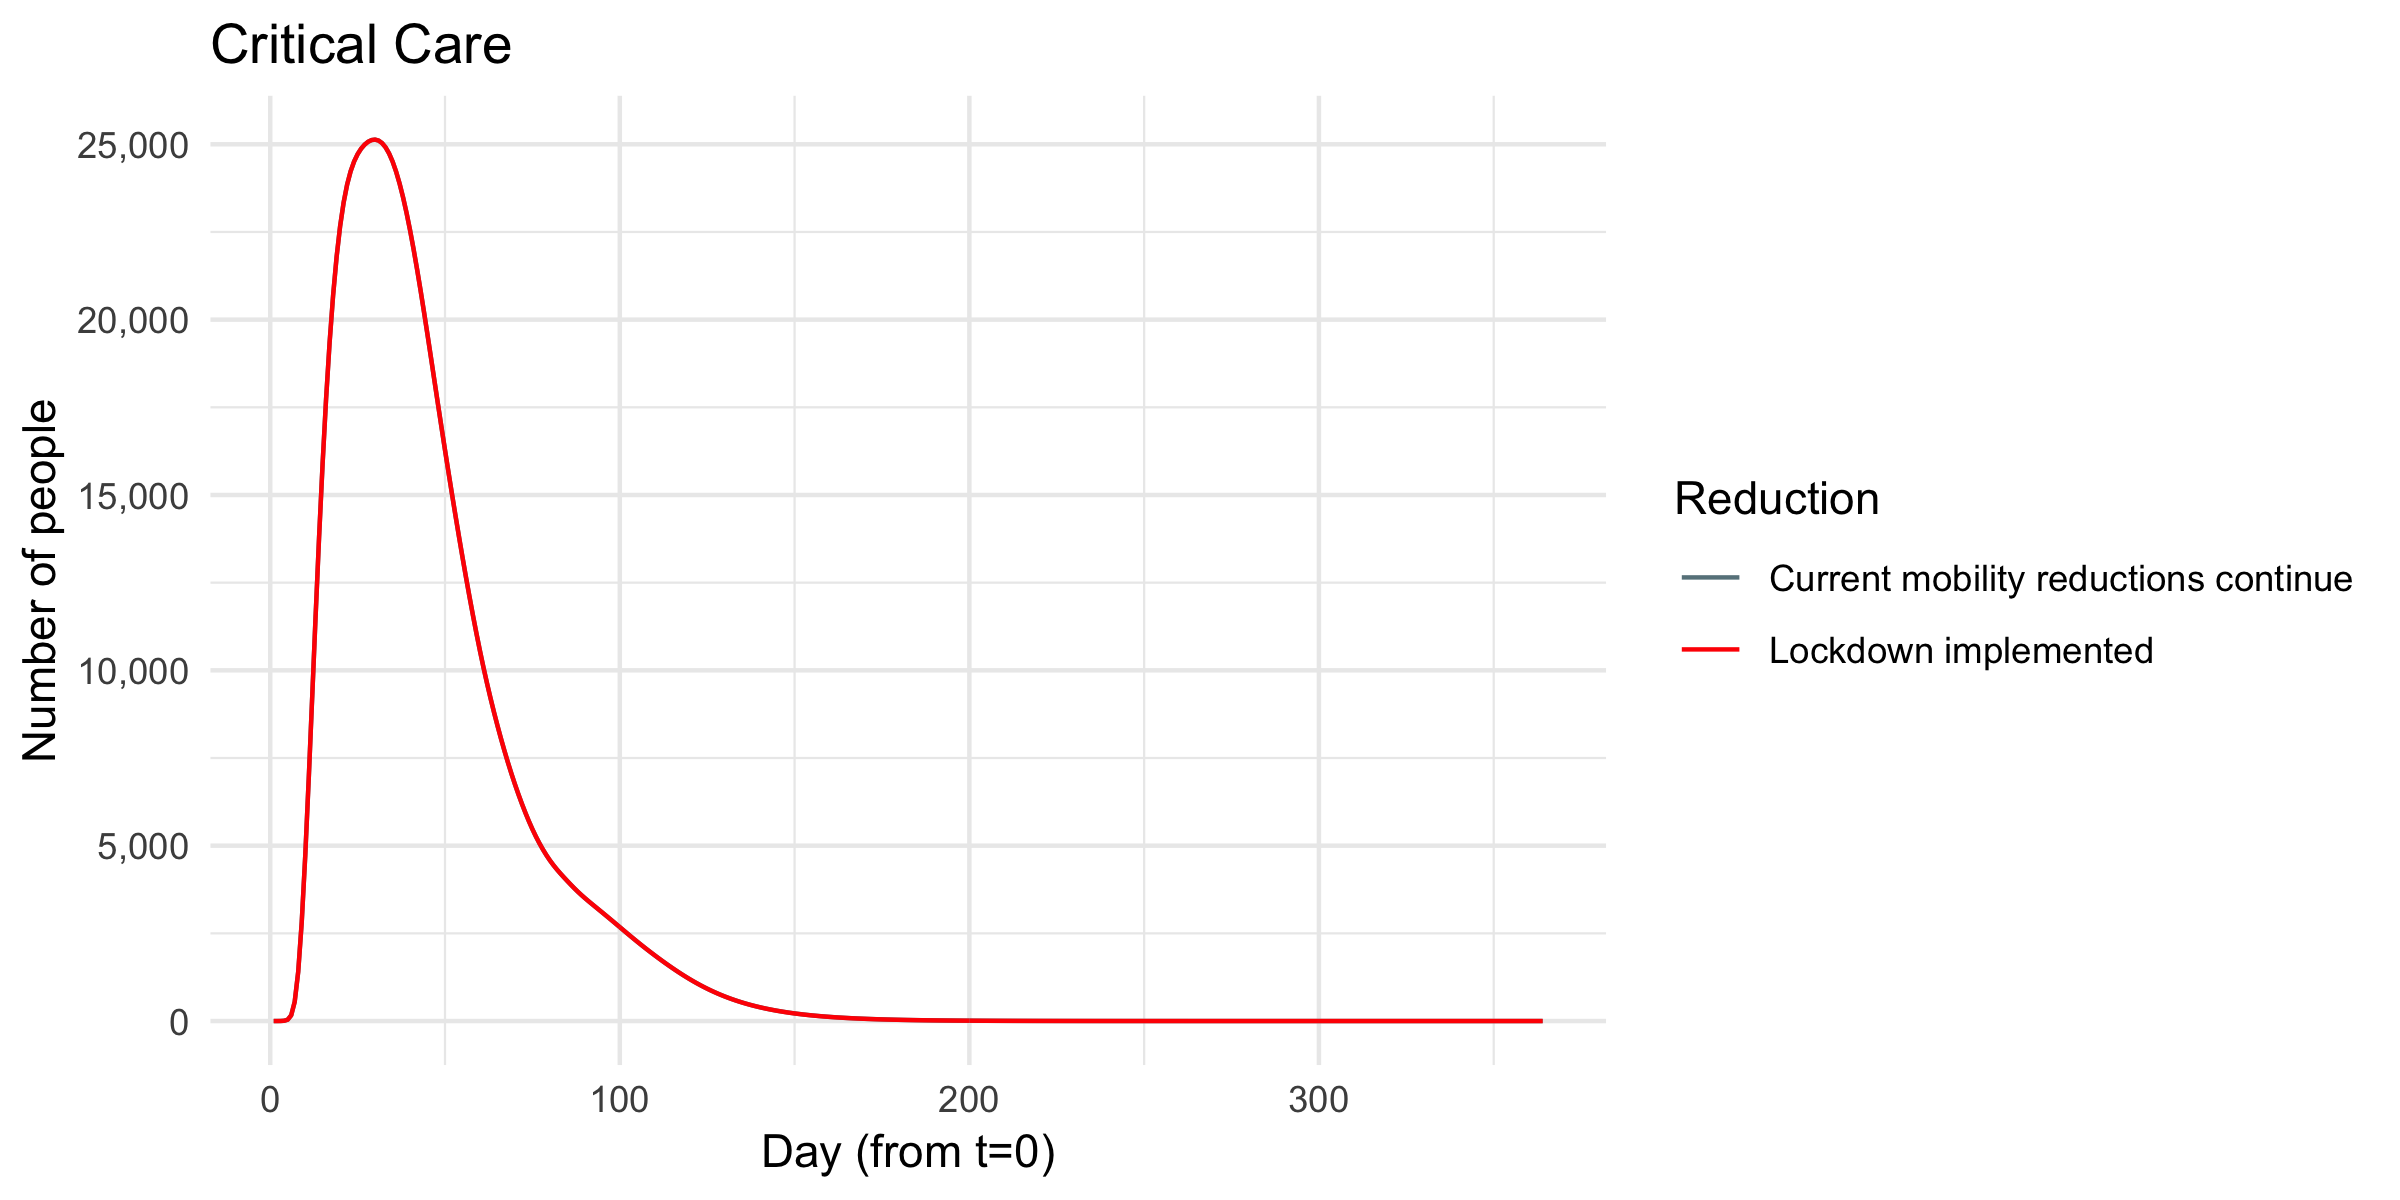 Critical Care
Number of people
25,000
20,000
15,000
10,000
5,000
0
0 100 200 300
Day (from t=0)
Reduction
Current mobility reductions continue
Lockdown implemented